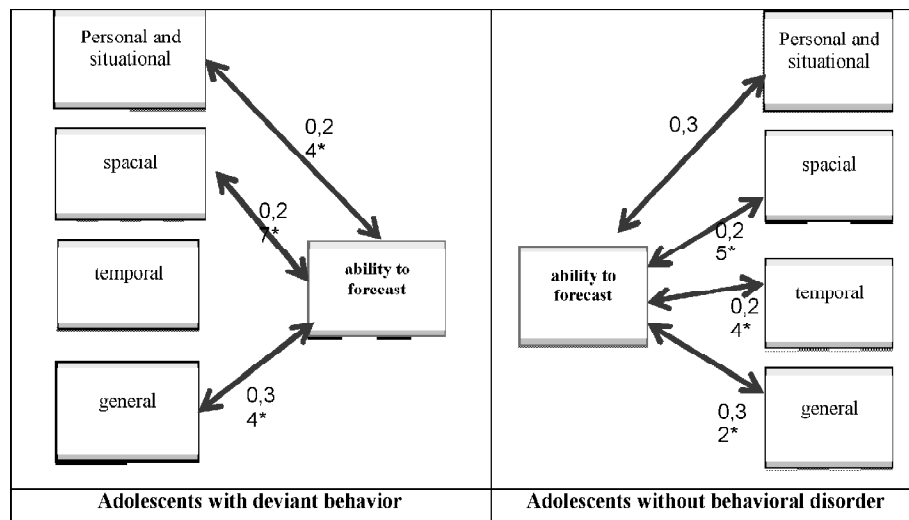 Personal and
situational
0,2
4*
spacial
0,2
7*
ability to
forecast
temporal
general
0,3
4*
Adolescents with deviant behavior
Personal and
situational
0,3
spacial
0,2
5*
ability to
forecast
temporal
0,2
4*
general
0,3
2*
Adolescents without behavioral disorder